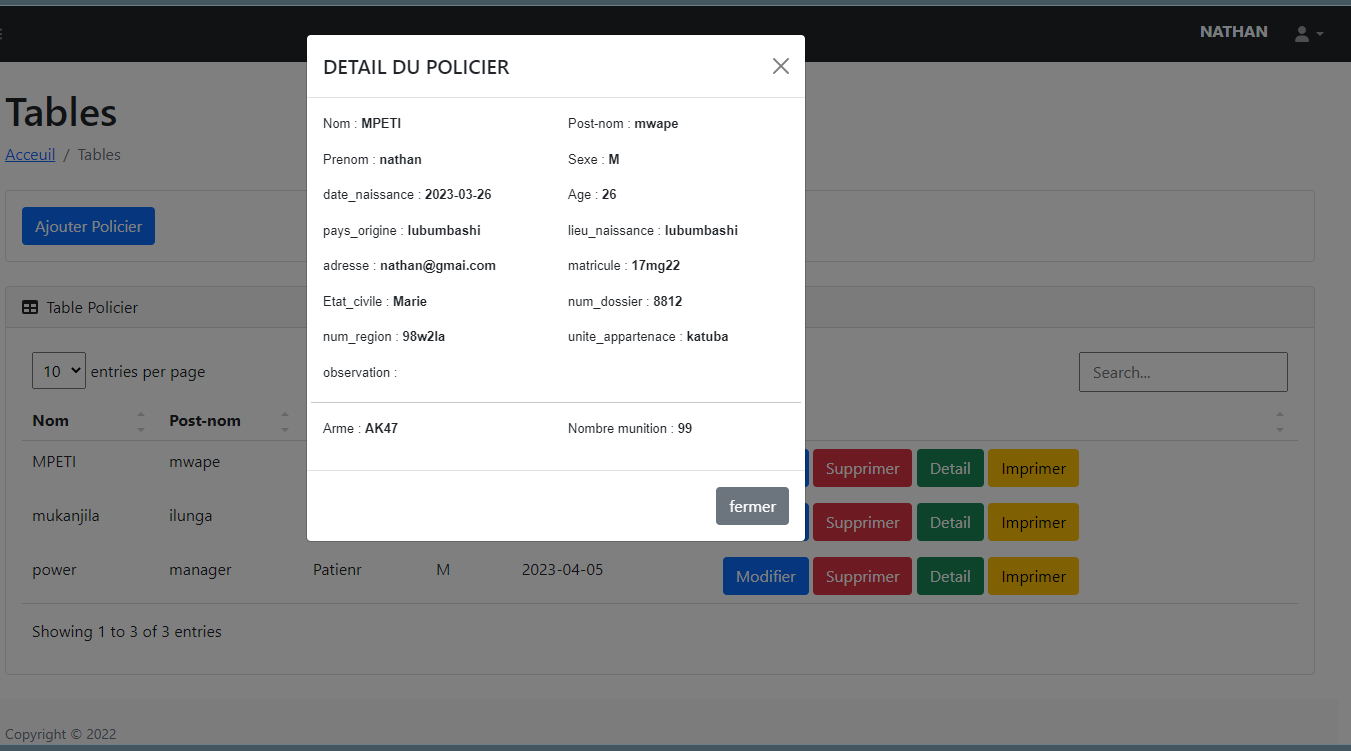 NATHAN
DETAIL DU POLICIER
Nom : MPETI Post-nom : mwape
Prenom : nathan Sexe : M
date_naissance : 2023-03-26 Age : 26
pays_origine : lubumbashi lieu_naissance : lubumbashi
adresse : nathan@gmai.com matricule : 17mg22
Etat_civile : Marie num_dossier : 8812
num_region : 98w2la unite_appartenace : katuba
observation :
Arme : AK47 Nombre munition : 99
fermer
Tables
Acceuil / Tables
Ajouter Policier
Table Policier
10 entries per page Search...
Nom Post-nom
MPETI mwape Supprimer Detail Imprimer
mukanjila ilunga Supprimer Detail Imprimer
power manager Patienr M 2023-04-05 Modifier Supprimer Detail Imprimer
Showing 1 to 3 of 3 entries
Copyright © 2022